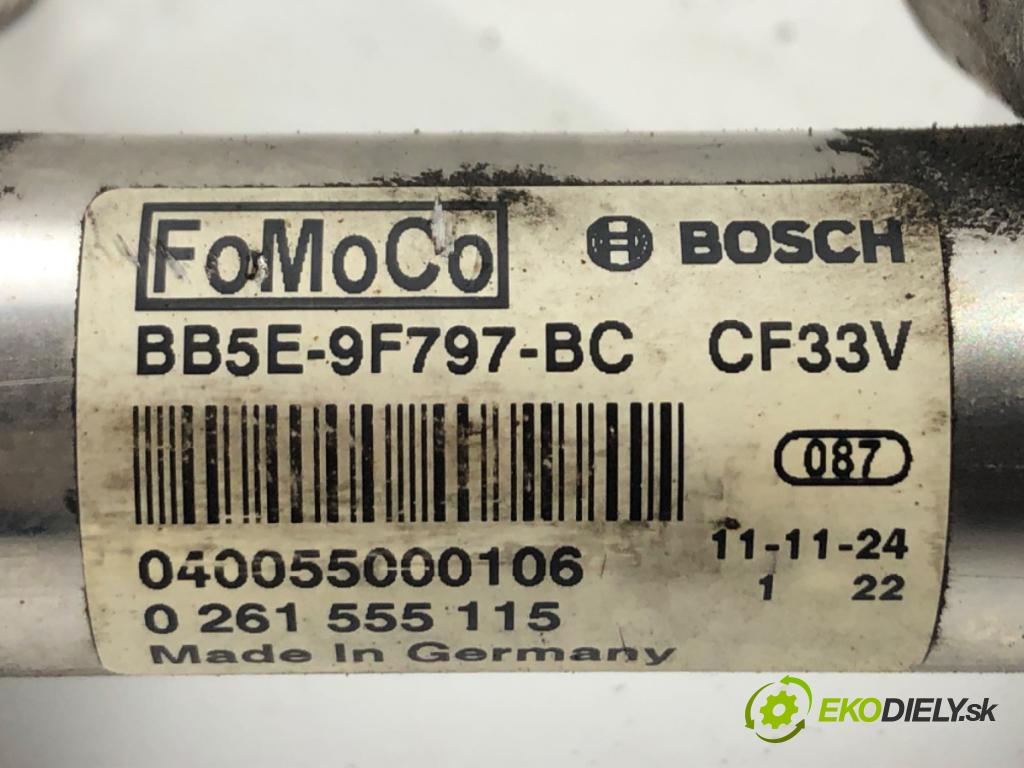 FoMoCo BOSCH
BB5E-9F797-BC CF33V
087
040055000106 11-11-24
0 261 555 115 1 22
Made In Germany
EKODIELY.sk